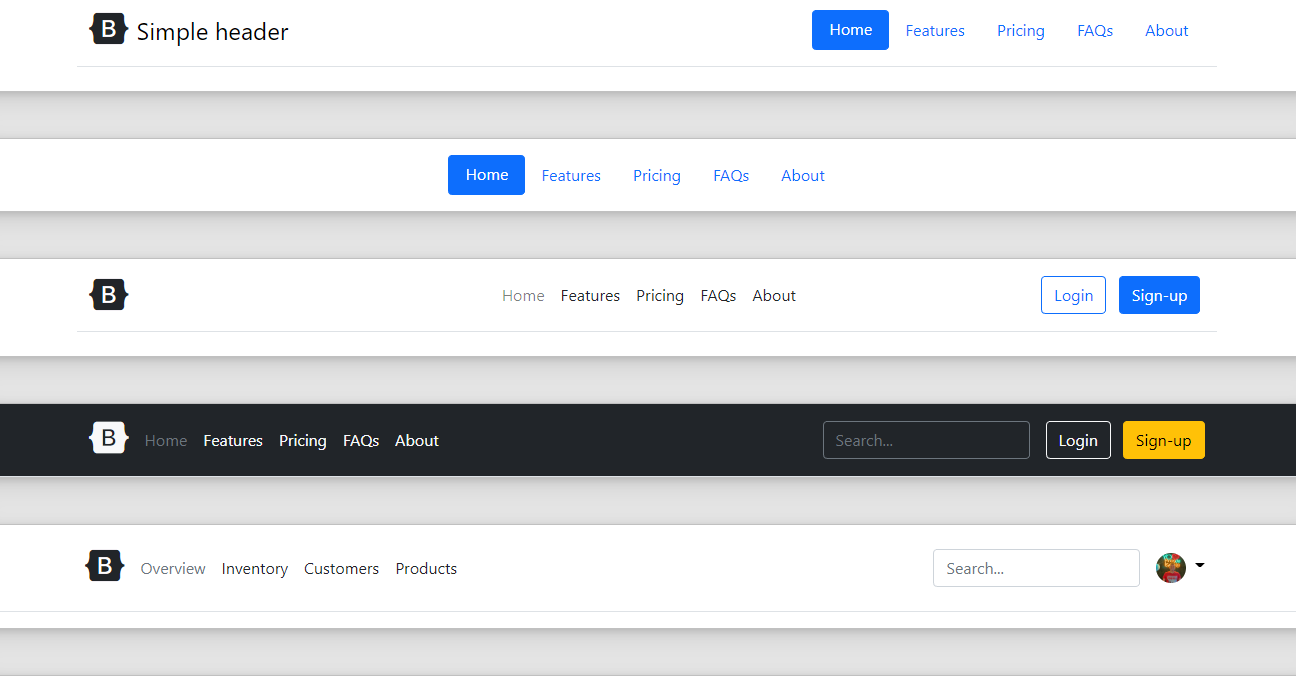 B Simple header Home Features Pricing FAQs About
Home Features Pricing FAQs About
B Home Features Pricing FAQs About Login Sign-up
B Home Features Pricing FAQs About Search... Login Sign-up
B Overview Inventory Customers Products Search...